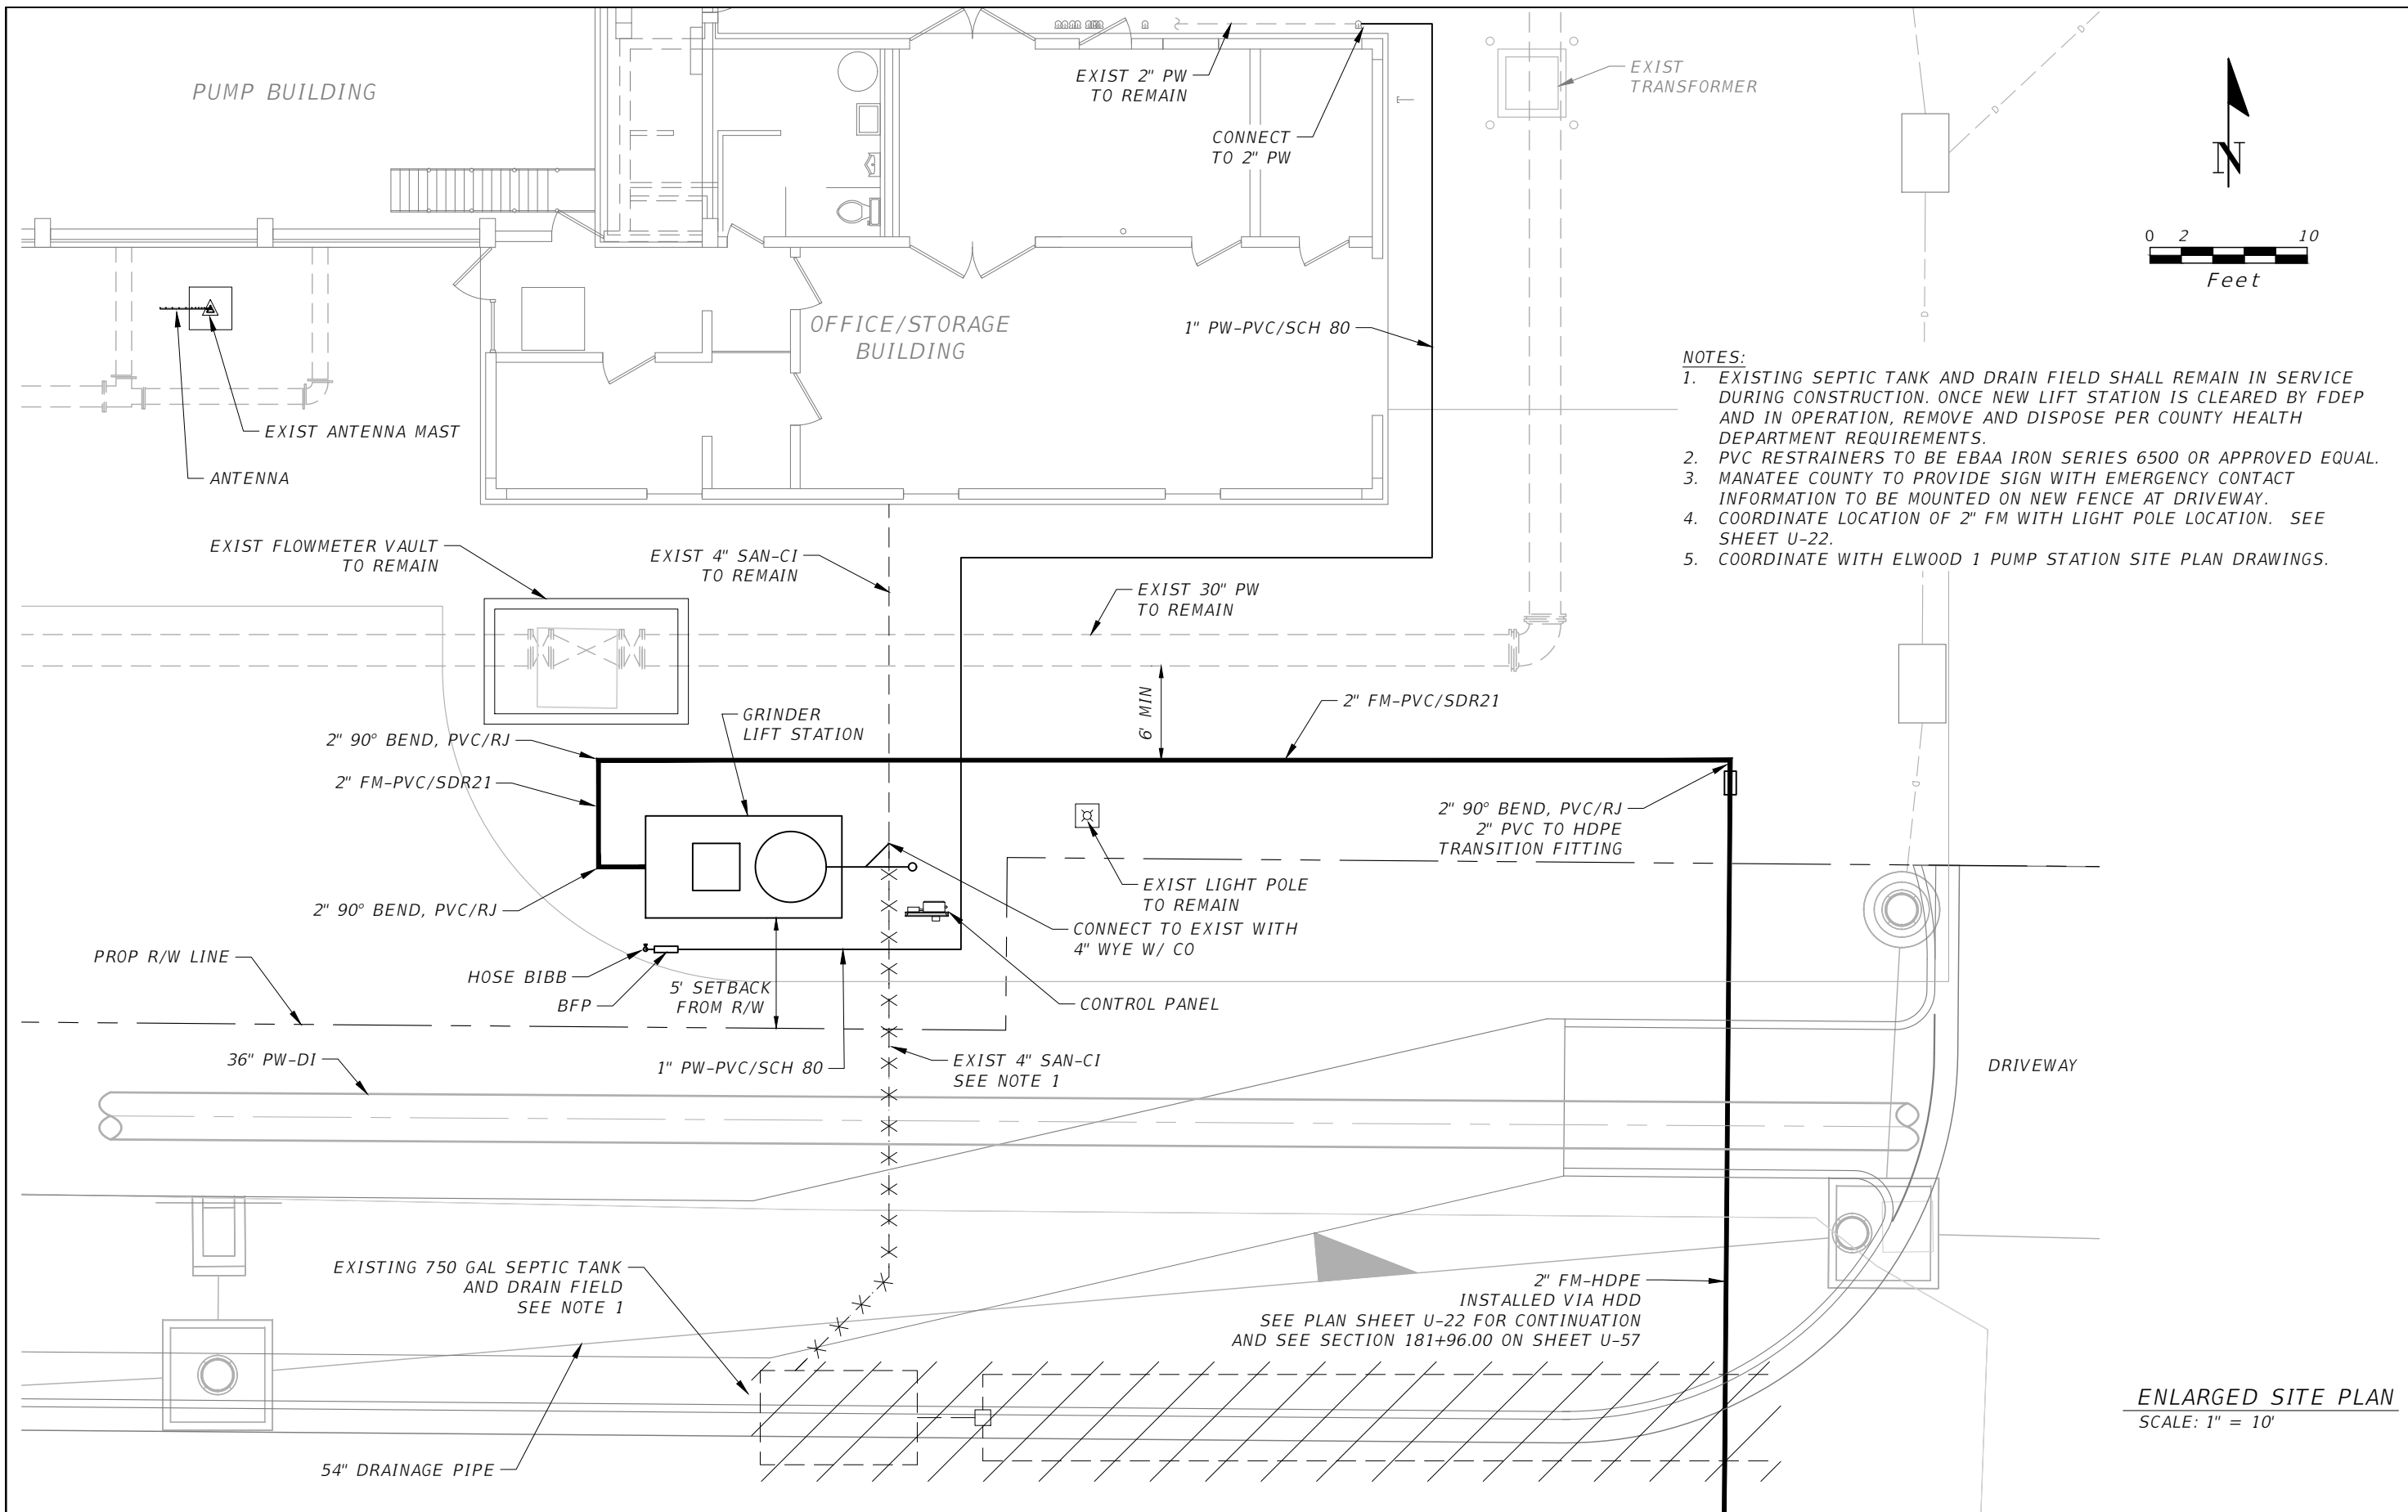 PUMP BUILDING
EXIST 2" PW
TO REMAIN
CONNECT
TO 2" PW
EXIST
TRANSFORMER
D
D
N
0 2 10
Feet
D
1" PW-PVC/SCH 80
OFFICE/STORAGE
BUILDING
EXIST ANTENNA MAST
ANTENNA
NOTES:
1. EXISTING SEPTIC TANK AND DRAIN FIELD SHALL REMAIN IN SERVICE
DURING CONSTRUCTION. ONCE NEW LIFT STATION IS CLEARED BY FDEP
AND IN OPERATION, REMOVE AND DISPOSE PER COUNTY HEALTH
DEPARTMENT REQUIREMENTS.
2. PVC RESTRAINERS TO BE EBAA IRON SERIES 6500 OR APPROVED EQUAL.
3. MANATEE COUNTY TO PROVIDE SIGN WITH EMERGENCY CONTACT
INFORMATION TO BE MOUNTED ON NEW FENCE AT DRIVEWAY.
4. COORDINATE LOCATION OF 2" FM WITH LIGHT POLE LOCATION. SEE
SHEET U-22.
5. COORDINATE WITH ELWOOD 1 PUMP STATION SITE PLAN DRAWINGS.
EXIST FLOWMETER VAULT
TO REMAIN
EXIST 4" SAN-CI
TO REMAIN
EXIST 30" PW
TO REMAIN
GRINDER
LIFT STATION
6' MIN
2" FM-PVC/SDR21
2" 90° BEND, PVC/RJ
2" FM-PVC/SDR21
D
2" 90° BEND, PVC/RJ
2" PVC TO HDPE
TRANSITION FITTING
EXIST LIGHT POLE
TO REMAIN
2" 90° BEND, PVC/RJ
CONNECT TO EXIST WITH
4" WYE W/ CO
PROP R/W LINE
HOSE BIBB
BFP
5' SETBACK
FROM R/W
CONTROL PANEL
36" PW-DI
1" PW-PVC/SCH 80
EXIST 4" SAN-CI
SEE NOTE 1
DRIVEWAY
EXISTING 750 GAL SEPTIC TANK
AND DRAIN FIELD
SEE NOTE 1
2" FM-HDPE
INSTALLED VIA HDD
SEE PLAN SHEET U-22 FOR CONTINUATION
AND SEE SECTION 181+96.00 ON SHEET U-57
54" DRAINAGE PIPE
ENLARGED SITE PLAN
SCALE: 1" = 10'